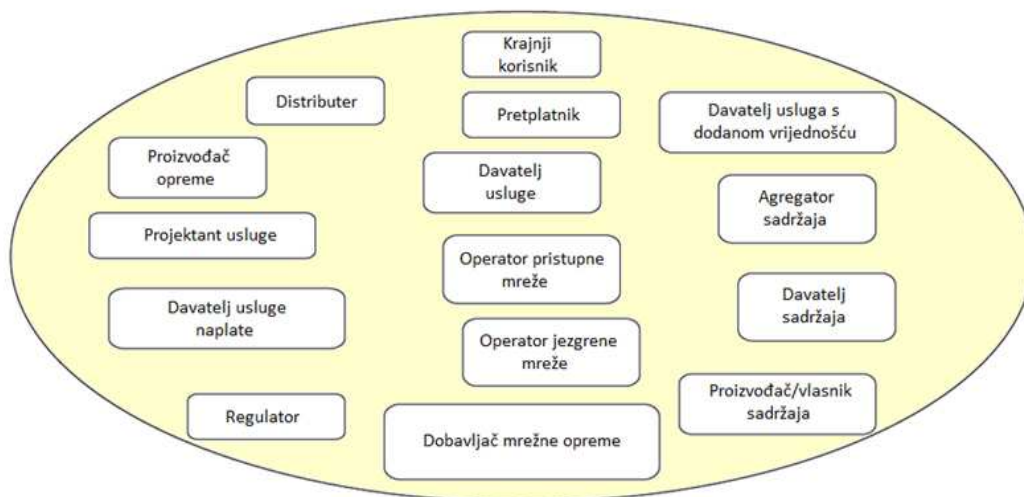 Krajnji
korisnik
Distributer
Pretplatnik
Davatelj usluga s
dodanom vrijednošću
Proizvođač
opreme
Davatelj
usluge
Agregator
sadržaja
Projektant usluge
Operator pristupne
mreže
Davatelj usluge
naplate
Davatelj
sadržaja
Operator jezgrene
mreže
Regulator
Dobavljač mrežne opreme
Proizvođač/vlasnik
sadržaja